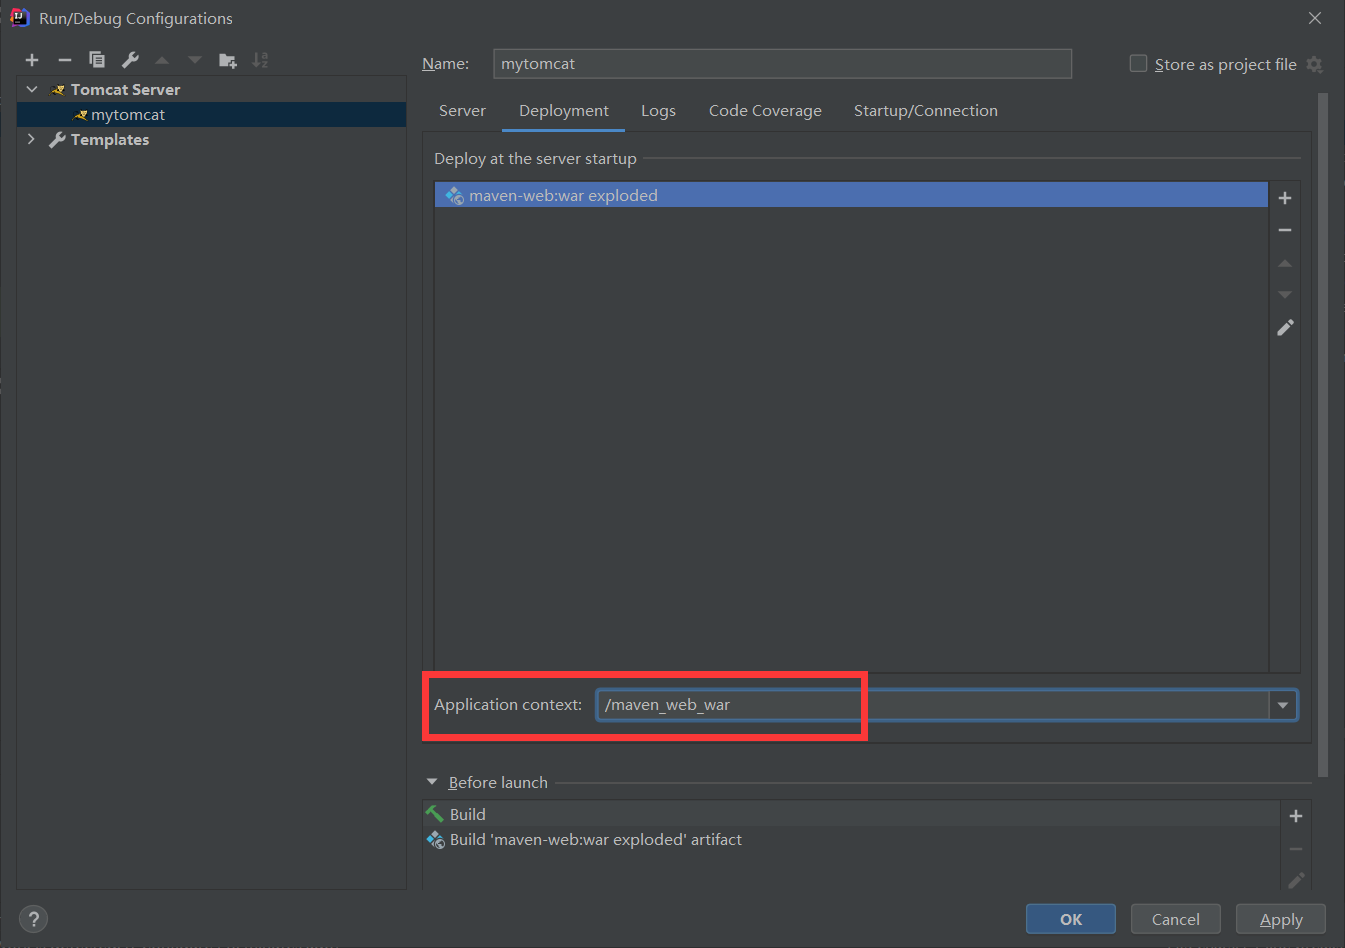 Run/Debug Configurations
Name: mytomcat
Store as project file
Tomcat Server
mytomcat
Templates
Server Deployment Logs Code Coverage Startup/Connection
Deploy at the server startup
maven-web:war exploded
Application context: /maven_web_war
Before launch
Build
Build 'maven-web:war exploded' artifact
? OK Cancel Apply